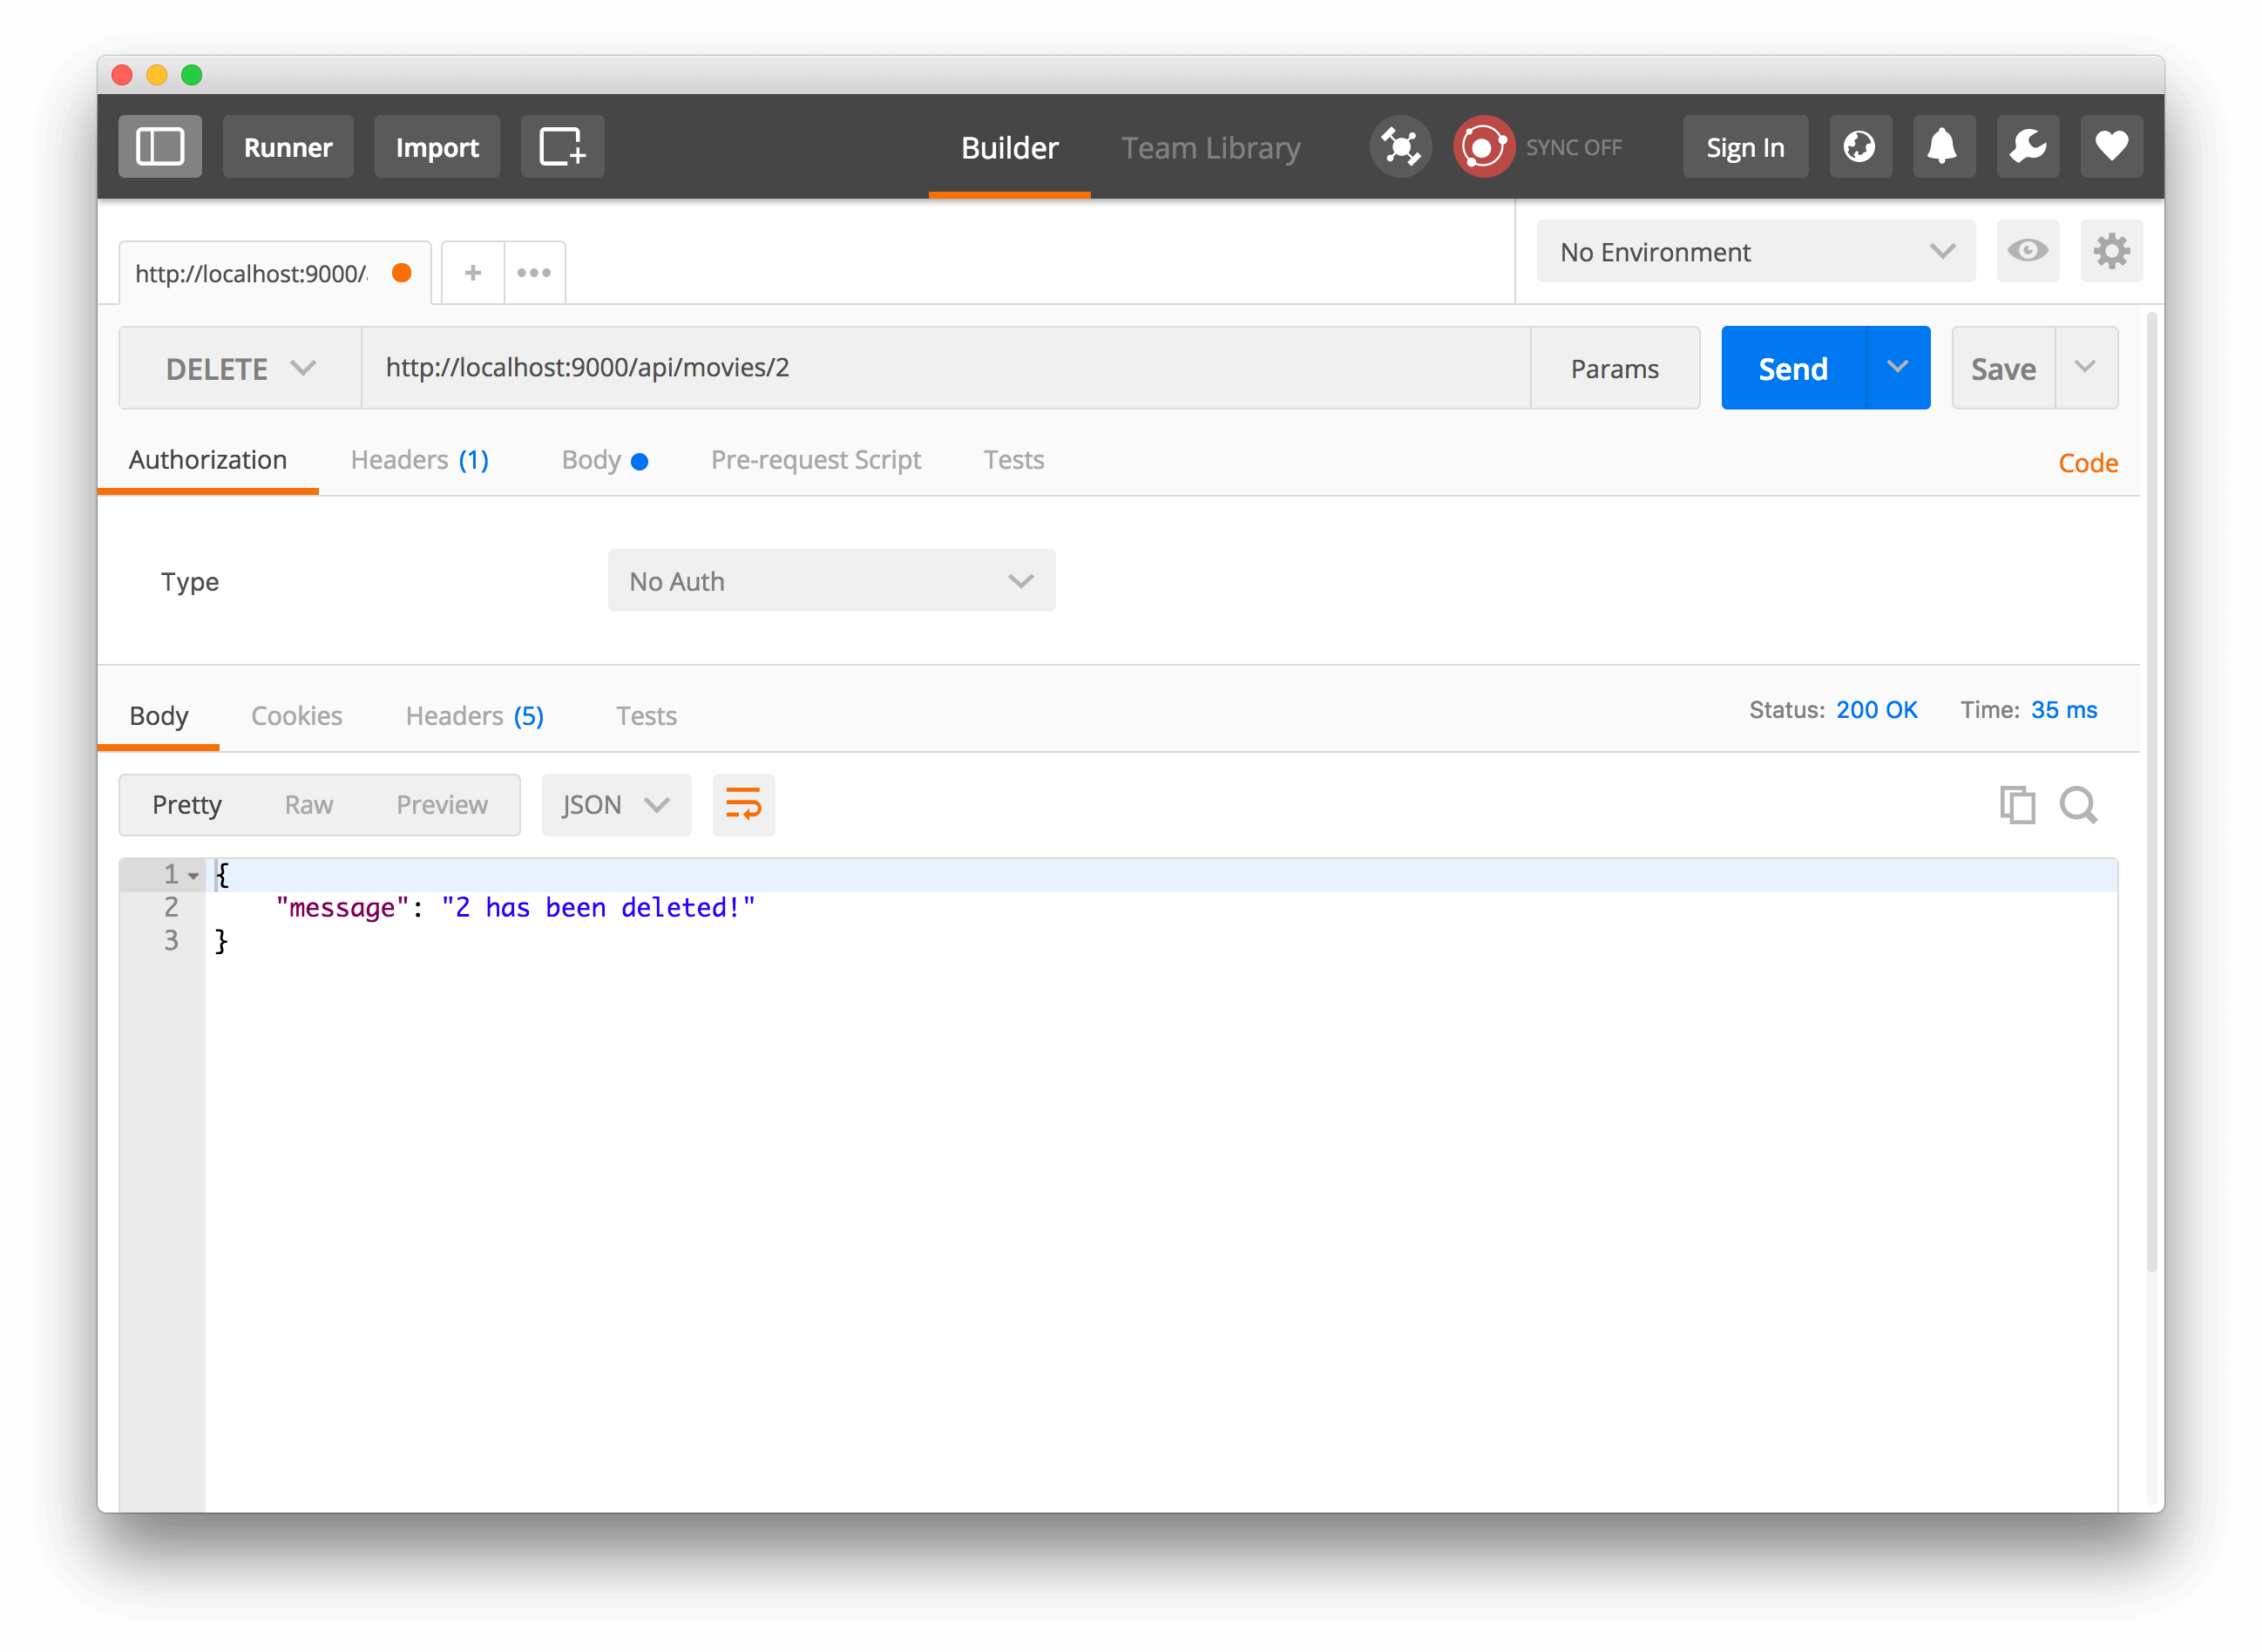 Runner Import Builder Team Library SYNC OFF Sign In
http://localhost:9000/ + ••• No Environment
DELETE http://localhost:9000/api/movies/2 Params Send Save
Authorization Headers (1) Body Pre-request Script Tests Code
Type No Auth
Body Cookies Headers (5) Tests Status: 200 OK Time: 35 ms
Pretty Raw Preview JSON
1 {
2 "message": "2 has been deleted!"
3 }